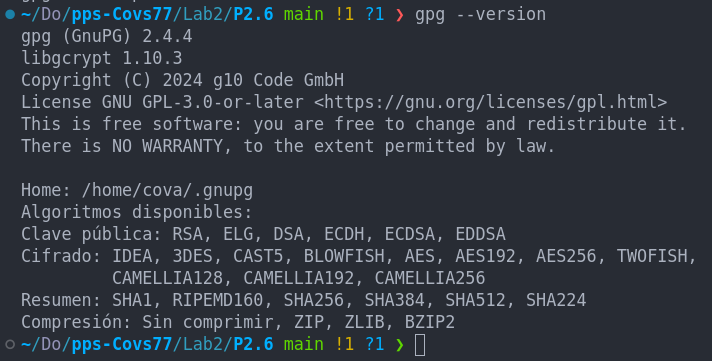 ~/Do/pps-Covs77/Lab2/P2.6 main !1 ?1 ❯ gpg --version
gpg (GnuPG) 2.4.4
libgcrypt 1.10.3
Copyright (C) 2024 g10 Code GmbH
License GNU GPL-3.0-or-later <https://gnu.org/licenses/gpl.html>
This is free software: you are free to change and redistribute it.
There is NO WARRANTY, to the extent permitted by law.

Home: /home/cova/.gnupg
Algoritmos disponibles:
Clave pública: RSA, ELG, DSA, ECDH, ECDSA, EDDSA
Cifrado: IDEA, 3DES, CAST5, BLOWFISH, AES, AES192, AES256, TWOFISH,
CAMELLIA128, CAMELLIA192, CAMELLIA256
Resumen: SHA1, RIPEMD160, SHA256, SHA384, SHA512, SHA224
Compresión: Sin comprimir, ZIP, ZLIB, BZIP2
~/Do/pps-Covs77/Lab2/P2.6 main !1 ?1 ❯